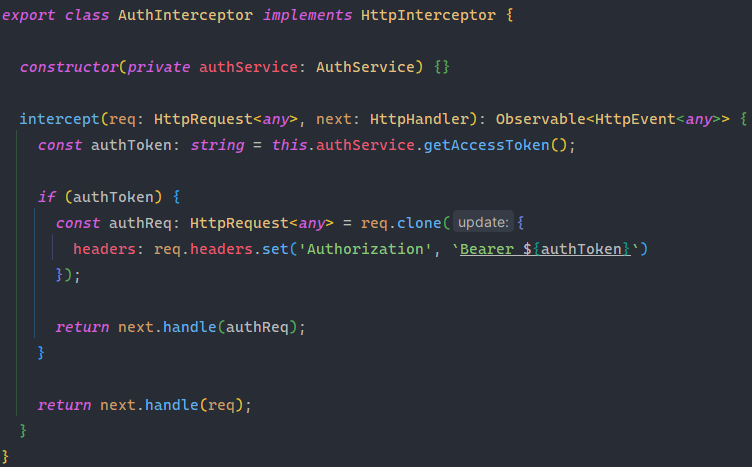 export class AuthInterceptor implements HttpInterceptor {
constructor(private authService: AuthService) {}
intercept(req: HttpRequest<any>, next: HttpHandler): Observable<HttpEvent<any>> {
const authToken: string = this.authService.getAccessToken();
if (authToken) {
const authReq: HttpRequest<any> = req.clone( update: {
headers: req.headers.set('Authorization', `Bearer ${authToken}`)
});
return next.handle(authReq);
}
return next.handle(req);
}
}